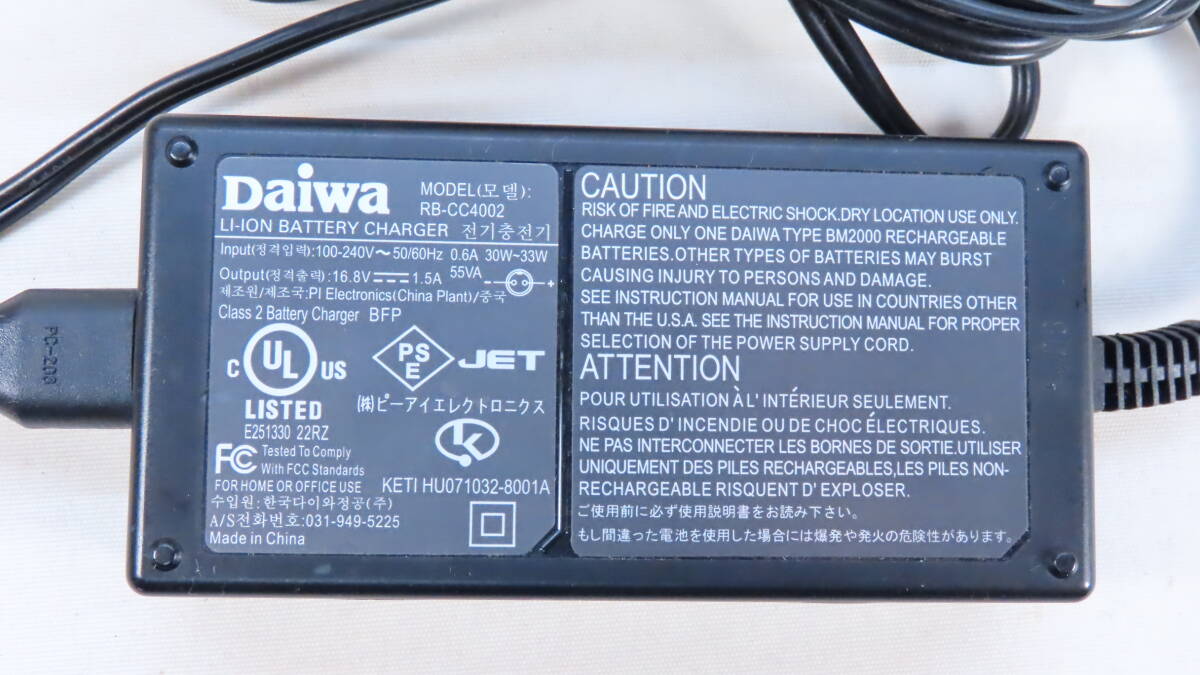 Daiwa
MODEL(모델):
RB-CC4002
LI-ION BATTERY CHARGER 전기충전기
Input(정격입력):100-240V～50/60Hz 0.6A 30W~33W
55VA
Output(정격출력):16.8V⎓1.5A - +
제조원/제조국:PI Electronics(China Plant)/중국
Class 2 Battery Charger BFP
C UL US
LISTED
E251330 22RZ
PS
E
JET
(株)ピーアイエレクトロニクス
FC Tested To Comply
With FCC Standards
FOR HOME OR OFFICE USE
K
KETI HU071032-8001A
수입원:한국다이와정공(주)
A/S전화번호:031-949-5225
Made in China
CAUTION
RISK OF FIRE AND ELECTRIC SHOCK.DRY LOCATION USE ONLY.
CHARGE ONLY ONE DAIWA TYPE BM2000 RECHARGEABLE
BATTERIES.OTHER TYPES OF BATTERIES MAY BURST
CAUSING INJURY TO PERSONS AND DAMAGE.
SEE INSTRUCTION MANUAL FOR USE IN COUNTRIES OTHER
THAN THE U.S.A. SEE THE INSTRUCTION MANUAL FOR PROPER
SELECTION OF THE POWER SUPPLY CORD.
ATTENTION
POUR UTILISATION À L' INTÉRIEUR SEULEMENT.
RISQUES D' INCENDIE OU DE CHOC ÉLECTRIQUES.
NE PAS INTERCONNECTER LES BORNES DE SORTIE.UTILISER
UNIQUEMENT DES PILES RECHARGEABLES,LES PILES NON-
RECHARGEABLE RISQUENT D' EXPLOSER.
ご使用前に必ず使用説明書をお読み下さい。
もし間違った電池を使用した場合には爆発や発火の危険性があります。